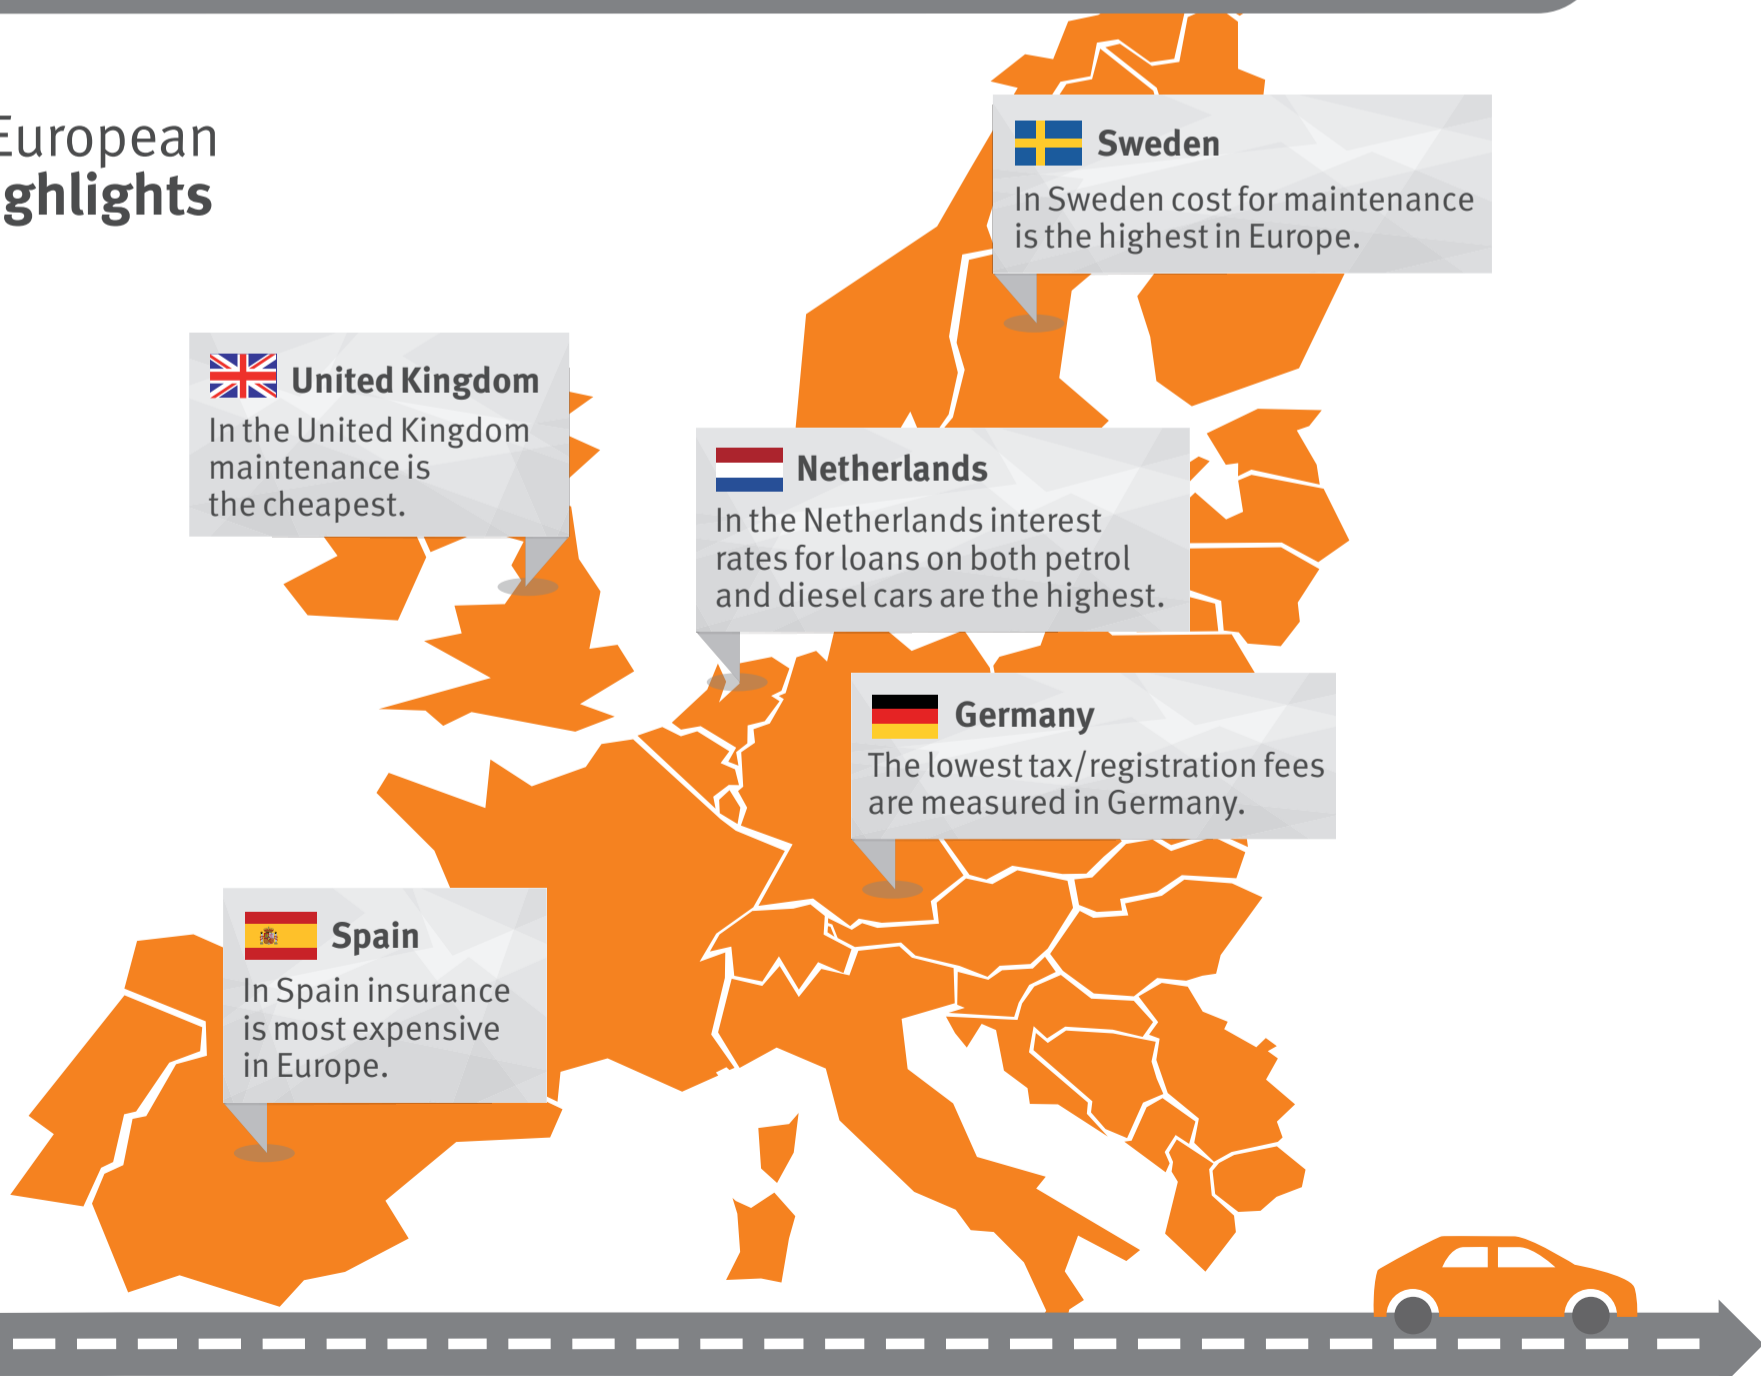 European
ghlights
Sweden
In Sweden cost for maintenance
is the highest in Europe.
United Kingdom
In the United Kingdom
maintenance is
the cheapest.
Netherlands
In the Netherlands interest
rates for loans on both petrol
and diesel cars are the highest.
Germany
The lowest tax/registration fees
are measured in Germany.
Spain
In Spain insurance
is most expensive
in Europe.